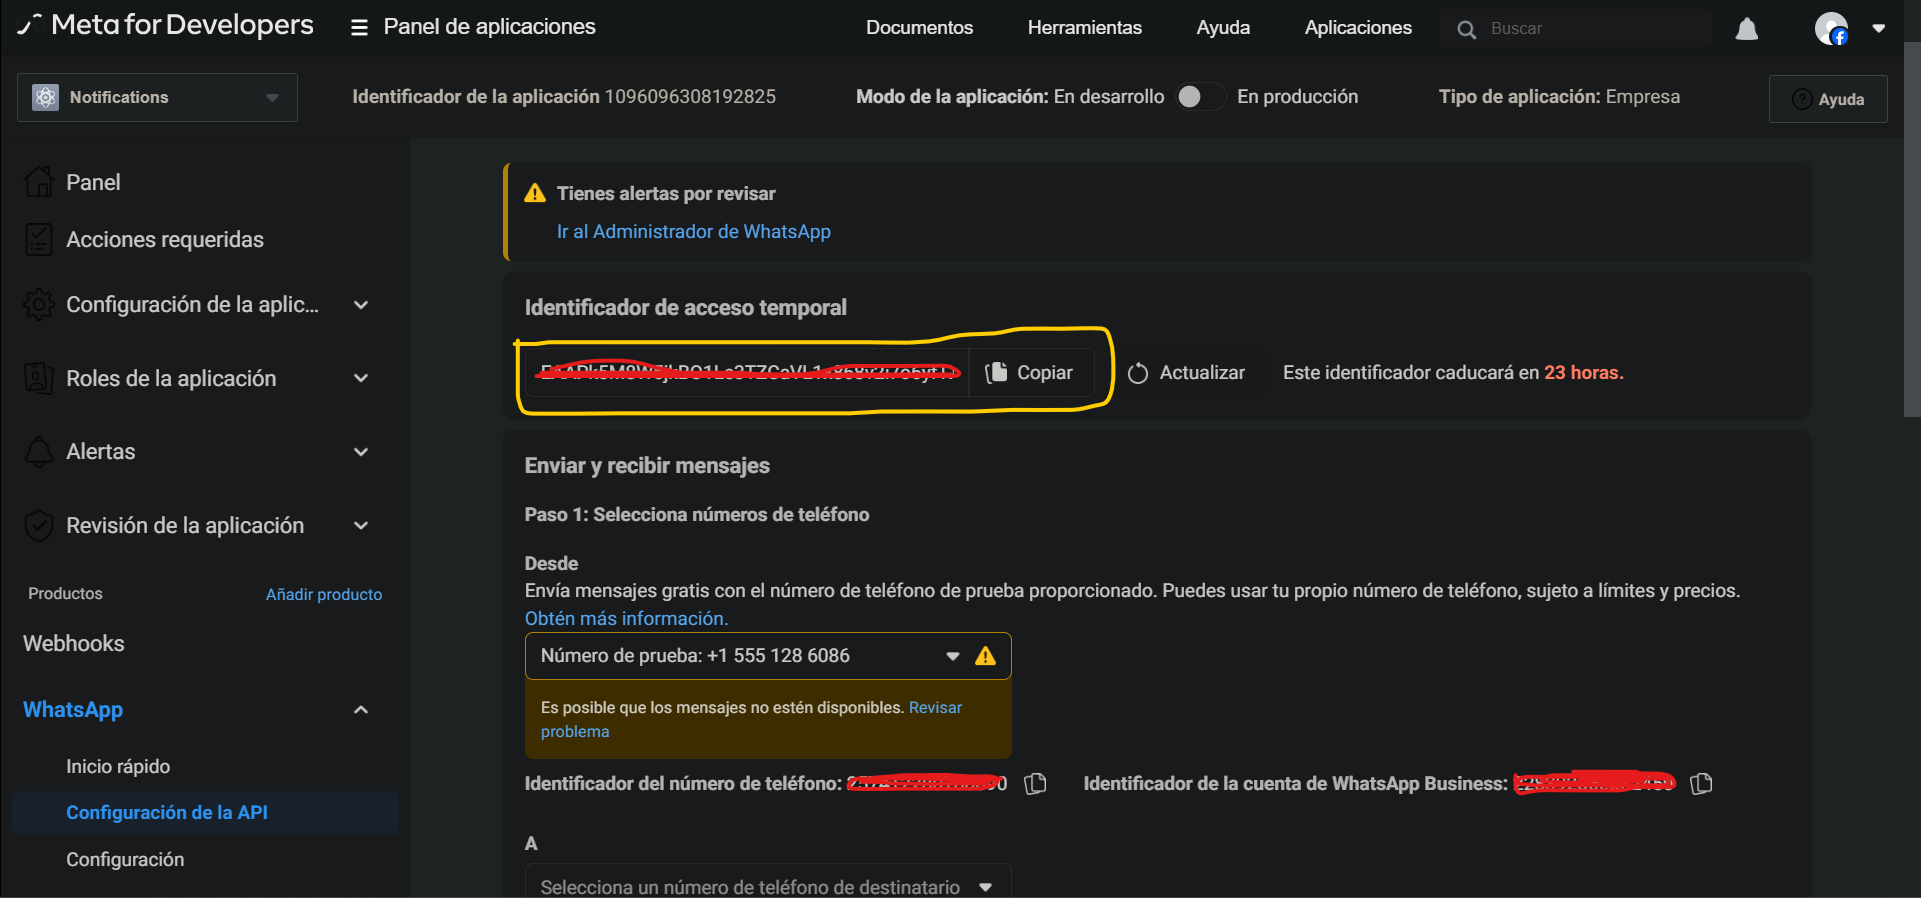 Meta for Developers
Panel de aplicaciones
Documentos
Herramientas
Ayuda
Aplicaciones
Buscar
Notifications
Identificador de la aplicación 1096096308192825
Modo de la aplicación: En desarrollo
En producción
Tipo de aplicación: Empresa
Ayuda
Panel
Acciones requeridas
Configuración de la aplic...
Roles de la aplicación
Alertas
Revisión de la aplicación
Productos
Añadir producto
Webhooks
WhatsApp
Inicio rápido
Configuración de la API
Configuración
Tienes alertas por revisar
Ir al Administrador de WhatsApp
Identificador de acceso temporal
Copiar
Actualizar
Este identificador caducará en 23 horas.
Enviar y recibir mensajes
Paso 1: Selecciona números de teléfono
Desde
Envía mensajes gratis con el número de teléfono de prueba proporcionado. Puedes usar tu propio número de teléfono, sujeto a límites y precios.
Obtén más información.
Número de prueba: +1 555 128 6086
Es posible que los mensajes no estén disponibles. Revisar
problema
Identificador del número de teléfono:
Identificador de la cuenta de WhatsApp Business:
A
Selecciona un número de teléfono de destinatario